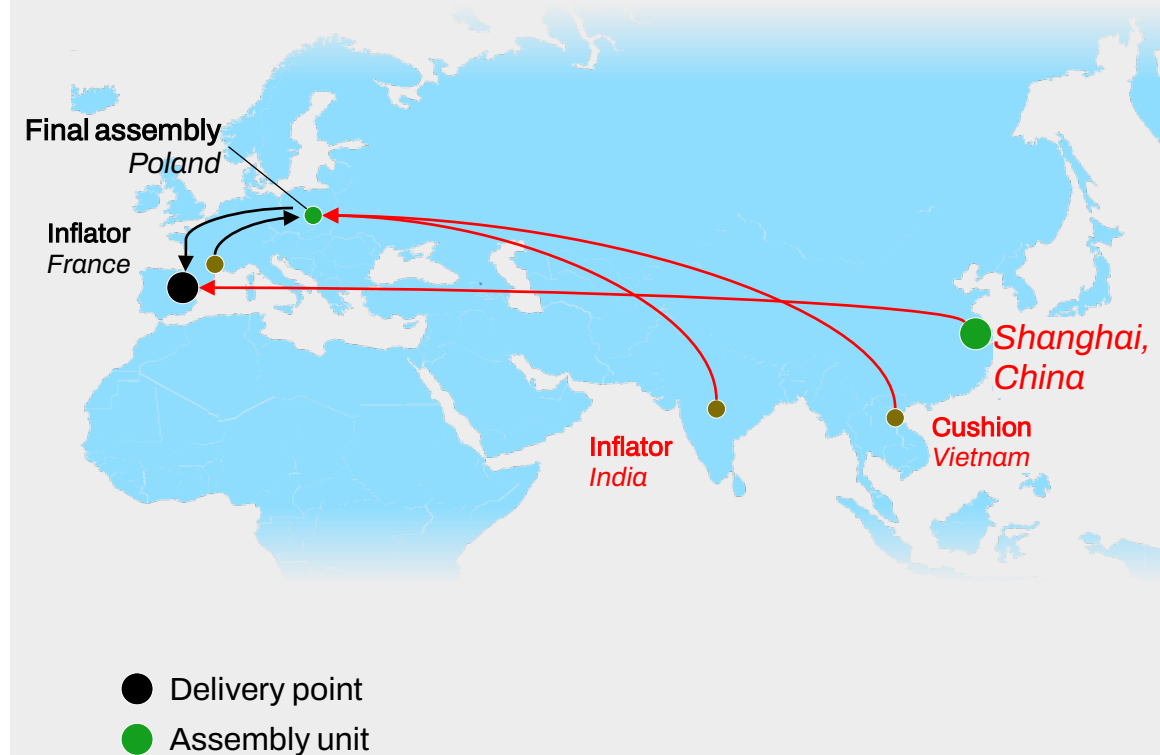 Final assembly
Poland
Inflator
France
Shanghai,
China
Inflator
India
Cushion
Vietnam
Delivery point
Assembly unit